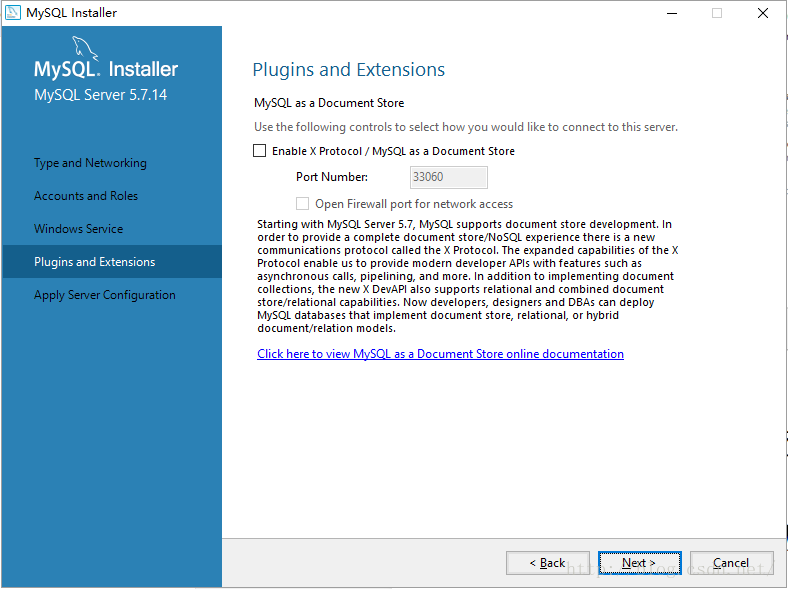 MySQL Installer
MySQL. Installer
MySQL Server 5.7.14
Type and Networking
Accounts and Roles
Windows Service
Plugins and Extensions
Apply Server Configuration
Plugins and Extensions
MySQL as a Document Store
Use the following controls to select how you would like to connect to this server.
Enable X Protocol / MySQL as a Document Store
Port Number: 33060
Open Firewall port for network access
Starting with MySQL Server 5.7, MySQL supports document store development. In
order to provide a complete document store/NoSQL experience there is a new
communications protocol called the X Protocol. The expanded capabilities of the X
Protocol enable us to provide modern developer APIs with features such as
asynchronous calls, pipelining, and more. In addition to implementing document
collections, the new X DevAPI also supports relational and combined document
store/relational capabilities. Now developers, designers and DBAs can deploy
MySQL databases that implement document store, relational, or hybrid
document/relation models.
Click here to view MySQL as a Document Store online documentation
< Back Next > Cancel